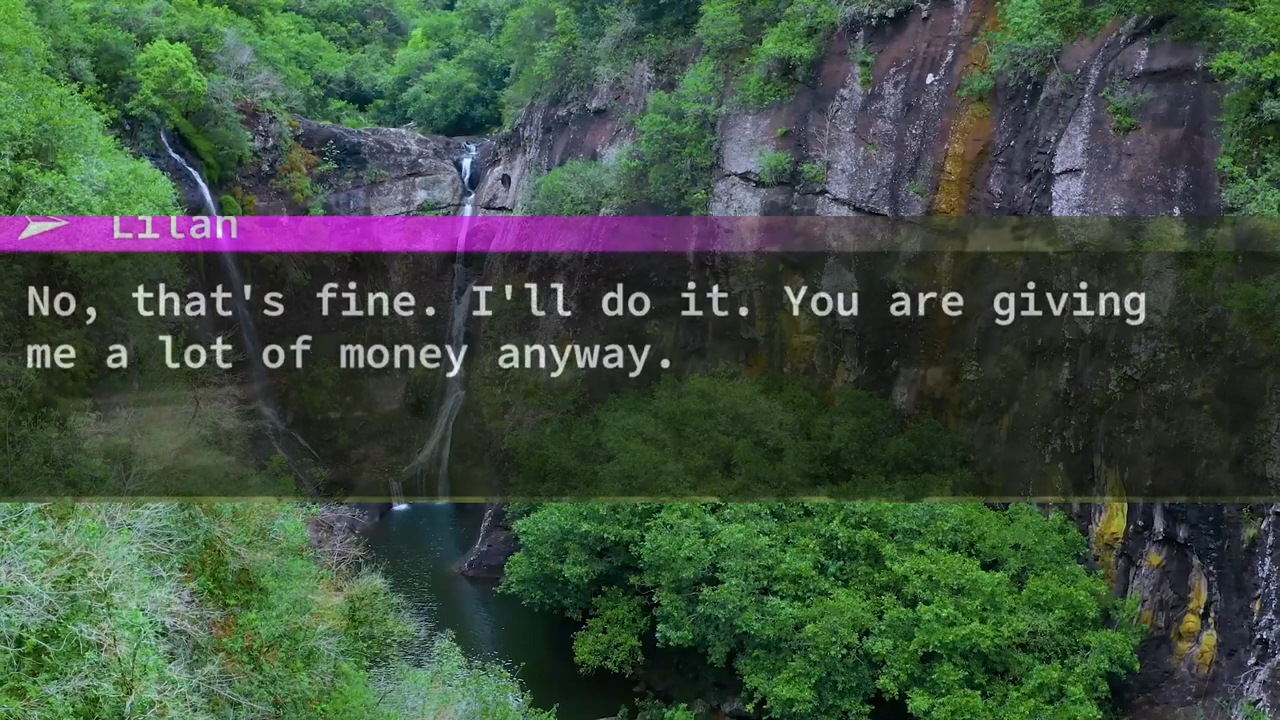 Lilan
No, that's fine. I'll do it. You are giving
me a lot of money anyway.